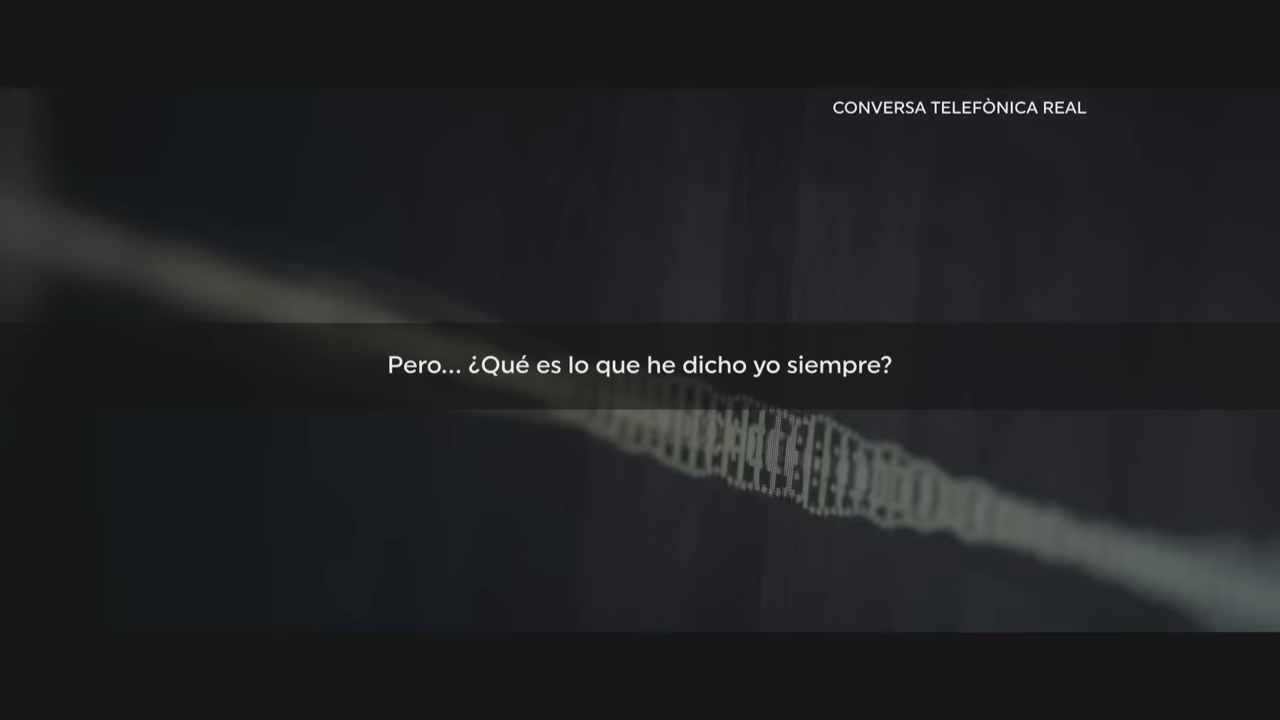 CONVERSA TELEFÒNICA REAL
Pero... ¿Qué es lo que he dicho yo siempre?